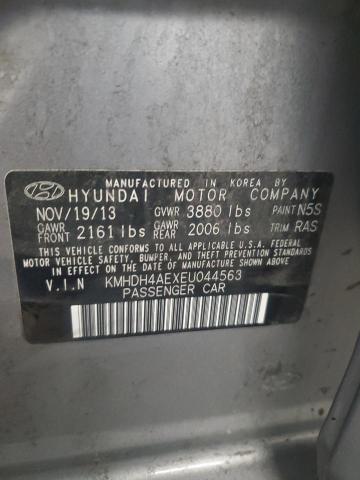 MANUFACTURED IN KOREA BY
HYUNDAI MOTOR COMPANY
NOV/19/13 GVWR 3880 lbs PAINT N5S
GAWR FRONT 2161 lbs GAWR REAR 2006 lbs TRIM RAS
THIS VEHICLE CONFORMS TO ALL APPLICABLE U.S.A. FEDERAL
MOTOR VEHICLE SAFETY, BUMPER, AND THEFT PREVENTION STANDARDS
IN EFFECT ON THE DATE OF MANUFACTURE SHOWN ABOVE.
V.I.N KMHDH4AEXEU044563
PASSENGER CAR